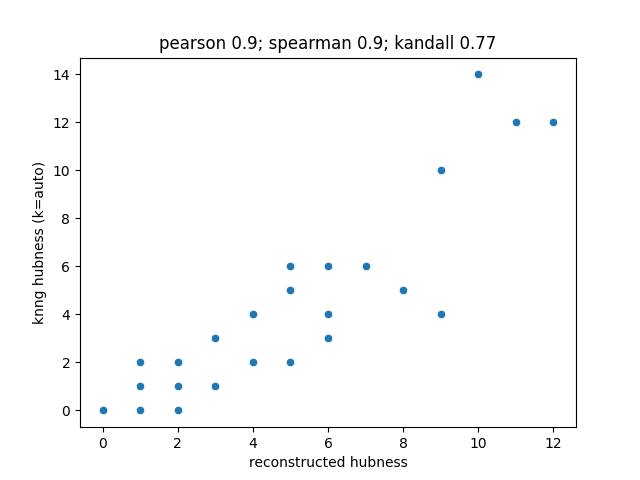 pearson 0.9; spearman 0.9; kandall 0.77
14
12
10
8
6
4
2
0
knng hubness (k=auto)
0 2 4 6 8 10 12
reconstructed hubness